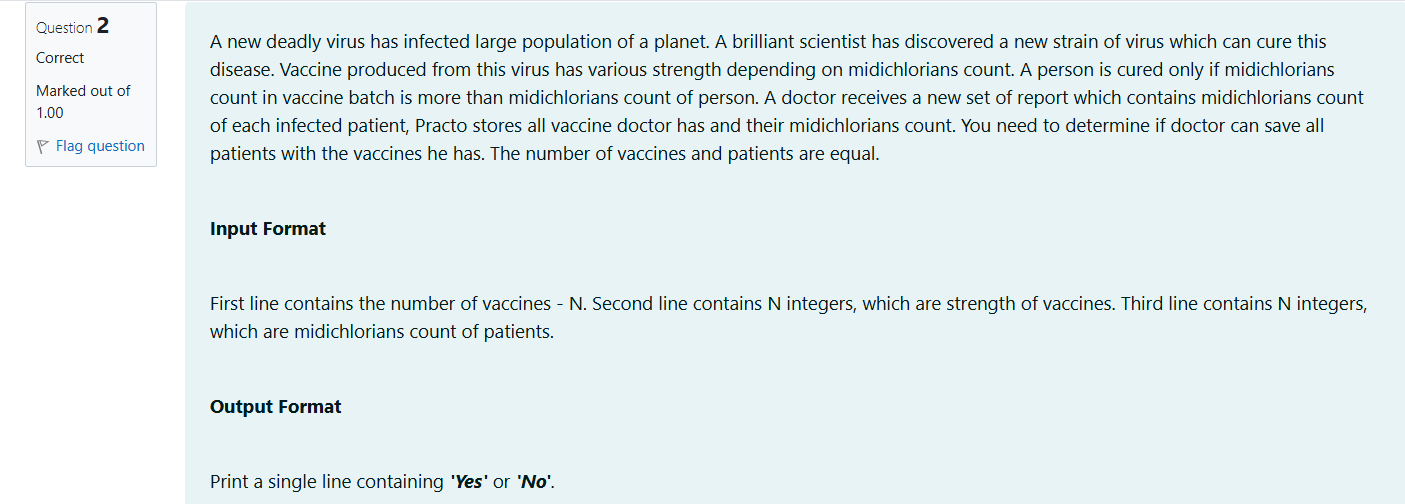 Question 2
Correct
Marked out of
1.00
Flag question
A new deadly virus has infected large population of a planet. A brilliant scientist has discovered a new strain of virus which can cure this
disease. Vaccine produced from this virus has various strength depending on midichlorians count. A person is cured only if midichlorians
count in vaccine batch is more than midichlorians count of person. A doctor receives a new set of report which contains midichlorians count
of each infected patient, Practo stores all vaccine doctor has and their midichlorians count. You need to determine if doctor can save all
patients with the vaccines he has. The number of vaccines and patients are equal.
Input Format
First line contains the number of vaccines - N. Second line contains N integers, which are strength of vaccines. Third line contains N integers,
which are midichlorians count of patients.
Output Format
Print a single line containing 'Yes' or 'No'.